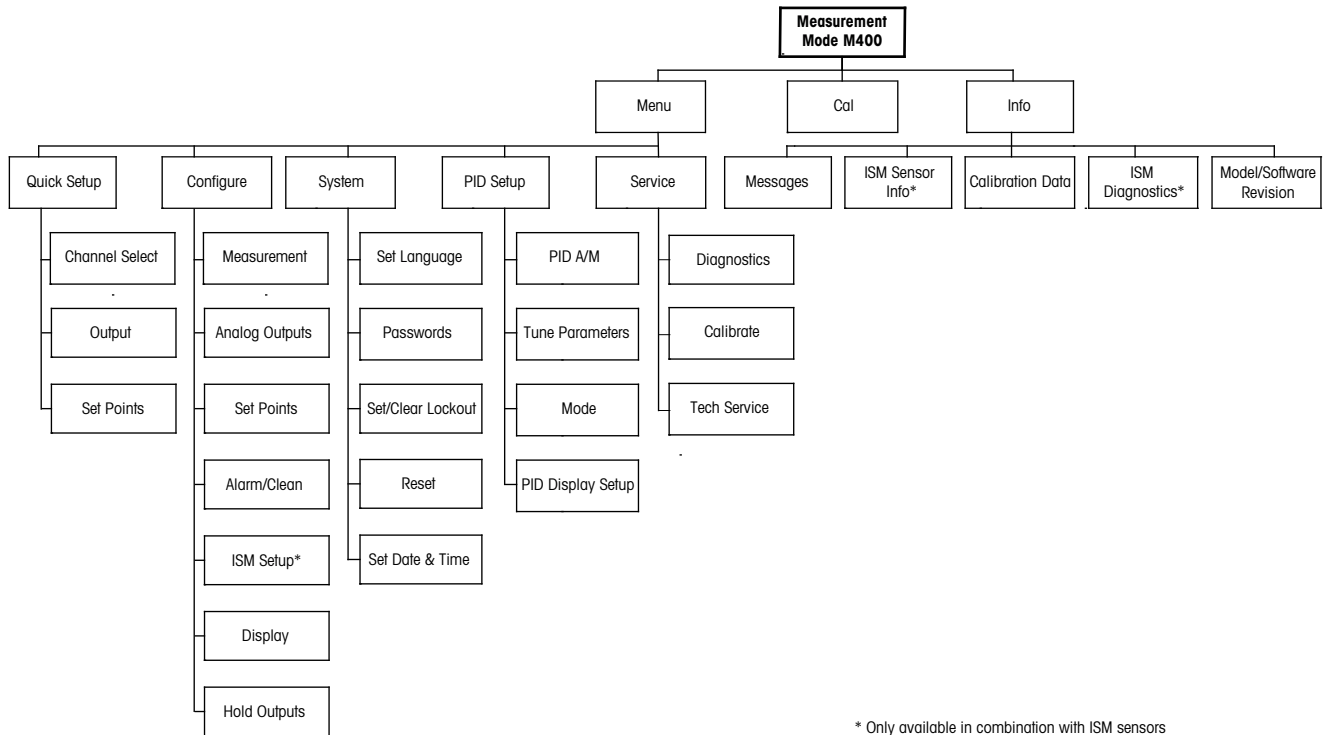 Measurement
Mode M400
Menu
Cal
Info
Quick Setup
Configure
System
PID Setup
Service
Messages
ISM Sensor
Info*
Calibration Data
ISM
Diagnostics*
Model/Software
Revision
Channel Select
Measurement
Set Language
PID A/M
Diagnostics
Output
Analog Outputs
Passwords
Tune Parameters
Calibrate
Set Points
Set Points
Set/Clear Lockout
Mode
Tech Service
Alarm/Clean
Reset
PID Display Setup
ISM Setup*
Set Date & Time
Display
Hold Outputs
* Only available in combination with ISM sensors